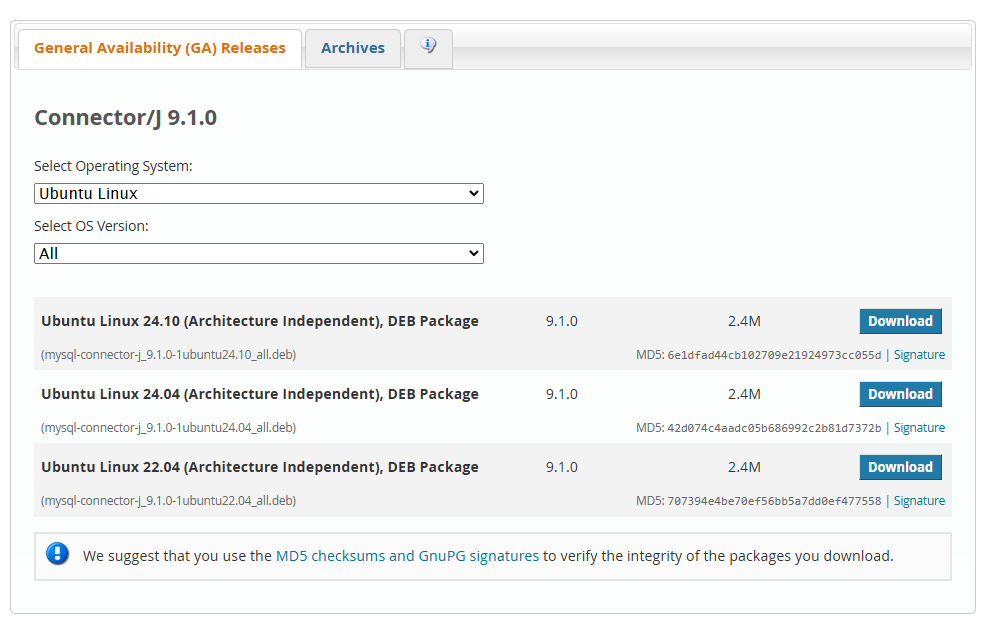 General Availability (GA) Releases
Archives
Connector/J 9.1.0
Select Operating System:
Ubuntu Linux
Select OS Version:
All
Ubuntu Linux 24.10 (Architecture Independent), DEB Package 9.1.0 2.4M Download
(mysql-connector-j_9.1.0-1ubuntu24.10_all.deb) MD5: 6e1dfad44cb102709e21924973cc055d | Signature
Ubuntu Linux 24.04 (Architecture Independent), DEB Package 9.1.0 2.4M Download
(mysql-connector-j_9.1.0-1ubuntu24.04_all.deb) MD5: 42d074c4aadc05b686992c2b81d7372b | Signature
Ubuntu Linux 22.04 (Architecture Independent), DEB Package 9.1.0 2.4M Download
(mysql-connector-j_9.1.0-1ubuntu22.04_all.deb) MD5: 707394e4be70ef56bb5a7dd0ef477558 | Signature
We suggest that you use the MD5 checksums and GnuPG signatures to verify the integrity of the packages you download.